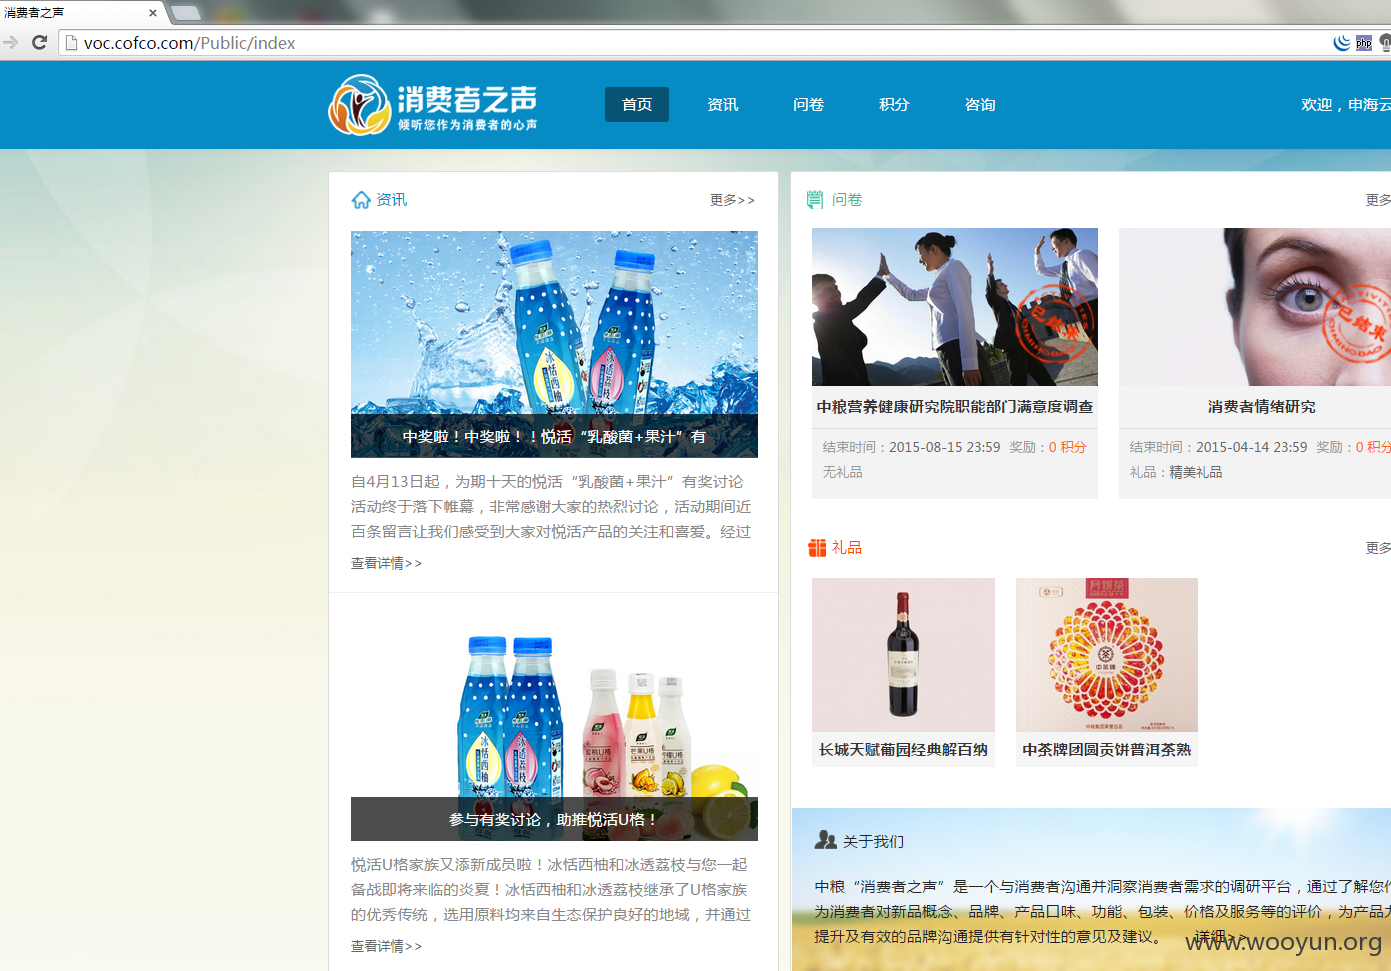 消费者之声
voc.cofco.com/Public/index
php
消费者之声
倾听您作为消费者的心声
首页
资讯
问卷
积分
咨询
欢迎，申海云
资讯
更多>>
中奖啦！中奖啦！！悦活“乳酸菌+果汁”有
自4月13日起，为期十天的悦活“乳酸菌+果汁”有奖讨论
活动终于落下帷幕，非常感谢大家的热烈讨论，活动期间近
百条留言让我们感受到大家对悦活产品的关注和喜爱。经过
查看详情>>
参与有奖讨论，助推悦活U格！
悦活U格家族又添新成员啦！冰恬西柚和冰透荔枝与您一起
备战即将来临的炎夏！冰恬西柚和冰透荔枝继承了U格家族
的优秀传统，选用原料均来自生态保护良好的地域，并通过
查看详情>>
问卷
更多
已结束
中粮营养健康研究院职能部门满意度调查
结束时间：2015-08-15 23:59 奖励：0 积分
无礼品
已结束
消费者情绪研究
结束时间：2015-04-14 23:59 奖励：0 积分
礼品：精美礼品
礼品
更多
长城天赋葡园经典解百纳
中茶牌团圆贡饼普洱茶熟
关于我们
中粮“消费者之声”是一个与消费者沟通并洞察消费者需求的调研平台，通过了解您作
为消费者对新品概念、品牌、产品口味、功能、包装、价格及服务等的评价，为产品力
提升及有效的品牌沟通提供有针对性的意见及建议。 详细>>
www.wooyun.org